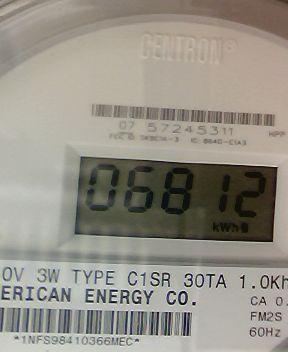 CENTRON®
07 57245311
HPP
06812
kWh
0V 3W TYPE C1SR 30TA 1.0Kh
ERICAN ENERGY CO.
CA 0.
FM2S
60Hz
*1NFS98410366MEC*